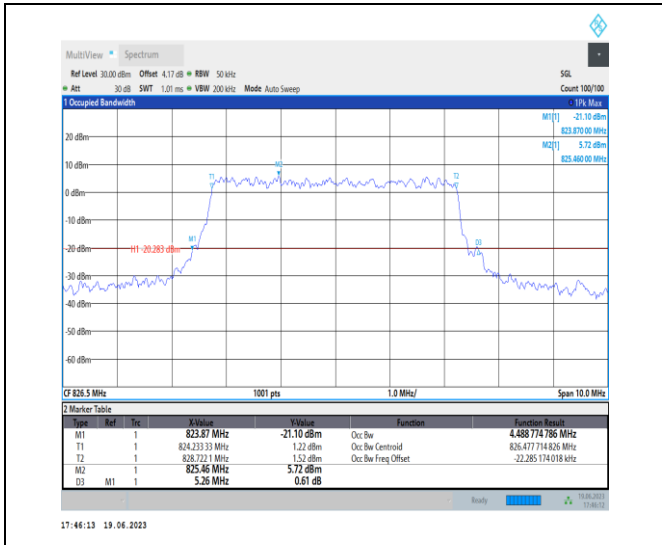 MultiView Spectrum
Ref Level 30.00 dBm Offset 4.17 dB RBW 50 kHz SGL
Att 30 dB SWT 1.01 ms VBW 200 kHz Mode Auto Sweep Count 100/100
1 Occupied Bandwidth 1Pk Max
M1[1] -21.10 dBm
823.870 00 MHz
20 dBm
M2[1] 5.72 dBm
825.460 00 MHz
10 dBm
M2
T1 T2
0 dBm
-10 dBm
M1
D3
-20 dBm H1 -20.283 dBm
-30 dBm
-40 dBm
-50 dBm
-60 dBm
CF 826.5 MHz 1001 pts 1.0 MHz/ Span 10.0 MHz
2 Marker Table
Type Ref Trc X-Value Y-Value Function Function Result
M1 1 823.87 MHz -21.10 dBm Occ Bw 4.488 774 786 MHz
T1 1 824.233 33 MHz 1.22 dBm Occ Bw Centroid 826.477 714 826 MHz
T2 1 828.722 1 MHz 1.52 dBm Occ Bw Freq Offset -22.285 174 018 kHz
M2 1 825.46 MHz 5.72 dBm
D3 M1 1 5.26 MHz 0.61 dB
Ready 19.06.2023
17:46:12
17:46:13 19.06.2023